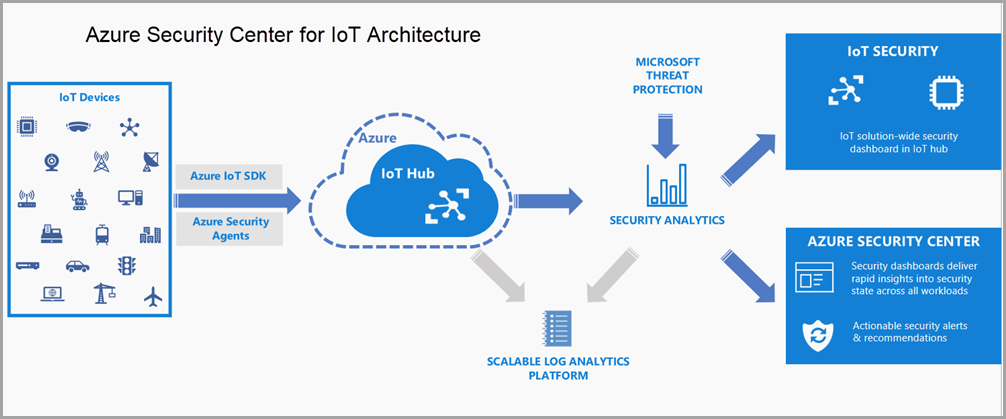 Azure Security Center for IoT Architecture
IoT Devices
Azure IoT SDK
Azure Security
Agents
Azure
IoT Hub
MICROSOFT
THREAT
PROTECTION
SECURITY ANALYTICS
SCALABLE LOG ANALYTICS
PLATFORM
IoT SECURITY
IoT solution-wide security
dashboard in IoT hub
AZURE SECURITY CENTER
Security dashboards deliver
rapid insights into security
state across all workloads
Actionable security alerts
& recommendations